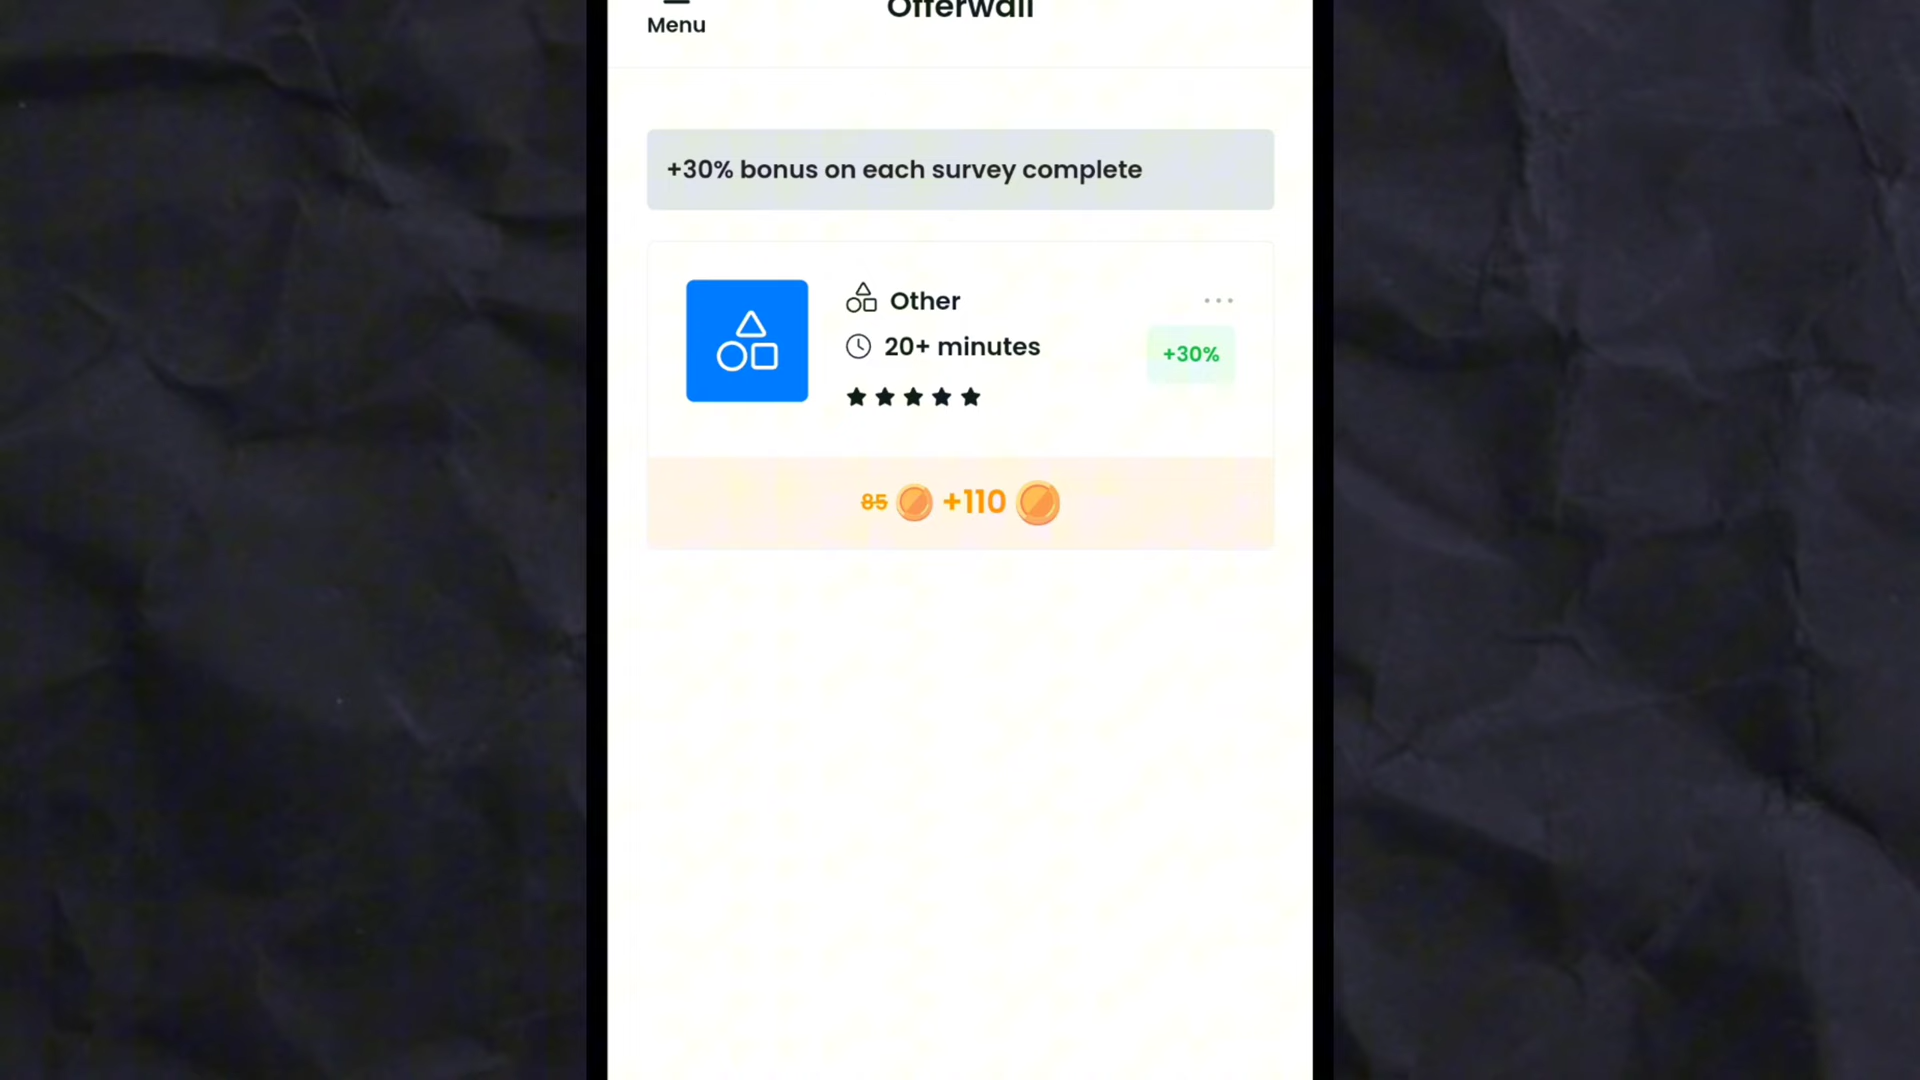 Offerwall
Menu
+30% bonus on each survey complete
Other
20+ minutes
+30%
85 +110